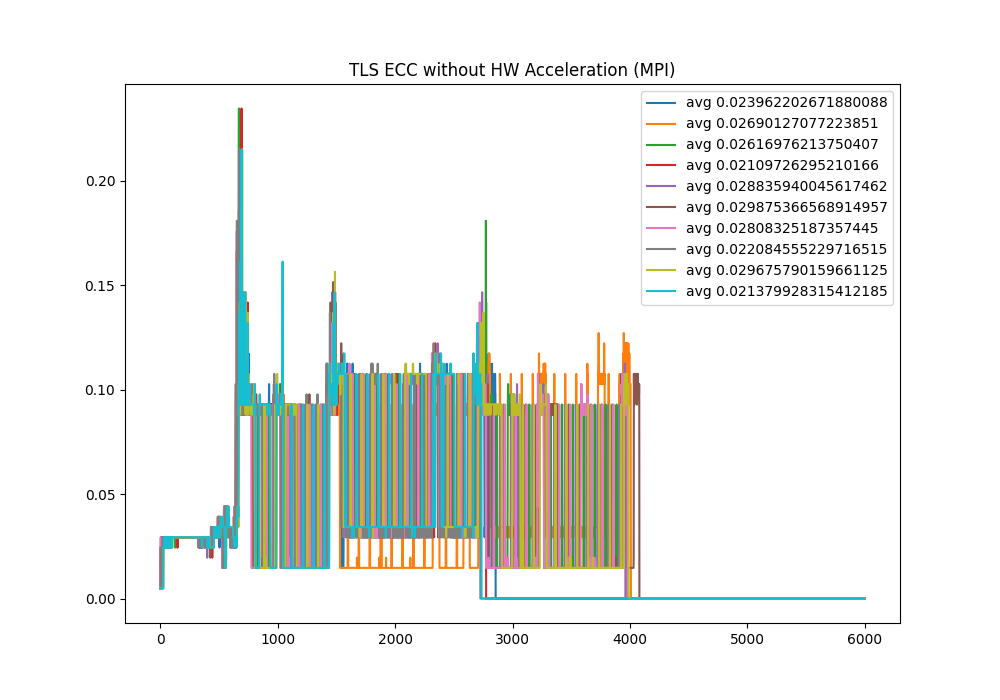 TLS ECC without HW Acceleration (MPI)
avg 0.023962202671880088
avg 0.02690127077223851
avg 0.02616976213750407
avg 0.02109726295210166
avg 0.028835940045617462
avg 0.029875366568914957
avg 0.02808325187357445
avg 0.022084555229716515
avg 0.029675790159661125
avg 0.021379928315412185
0.20
0.15
0.10
0.05
0.00
0 1000 2000 3000 4000 5000 6000